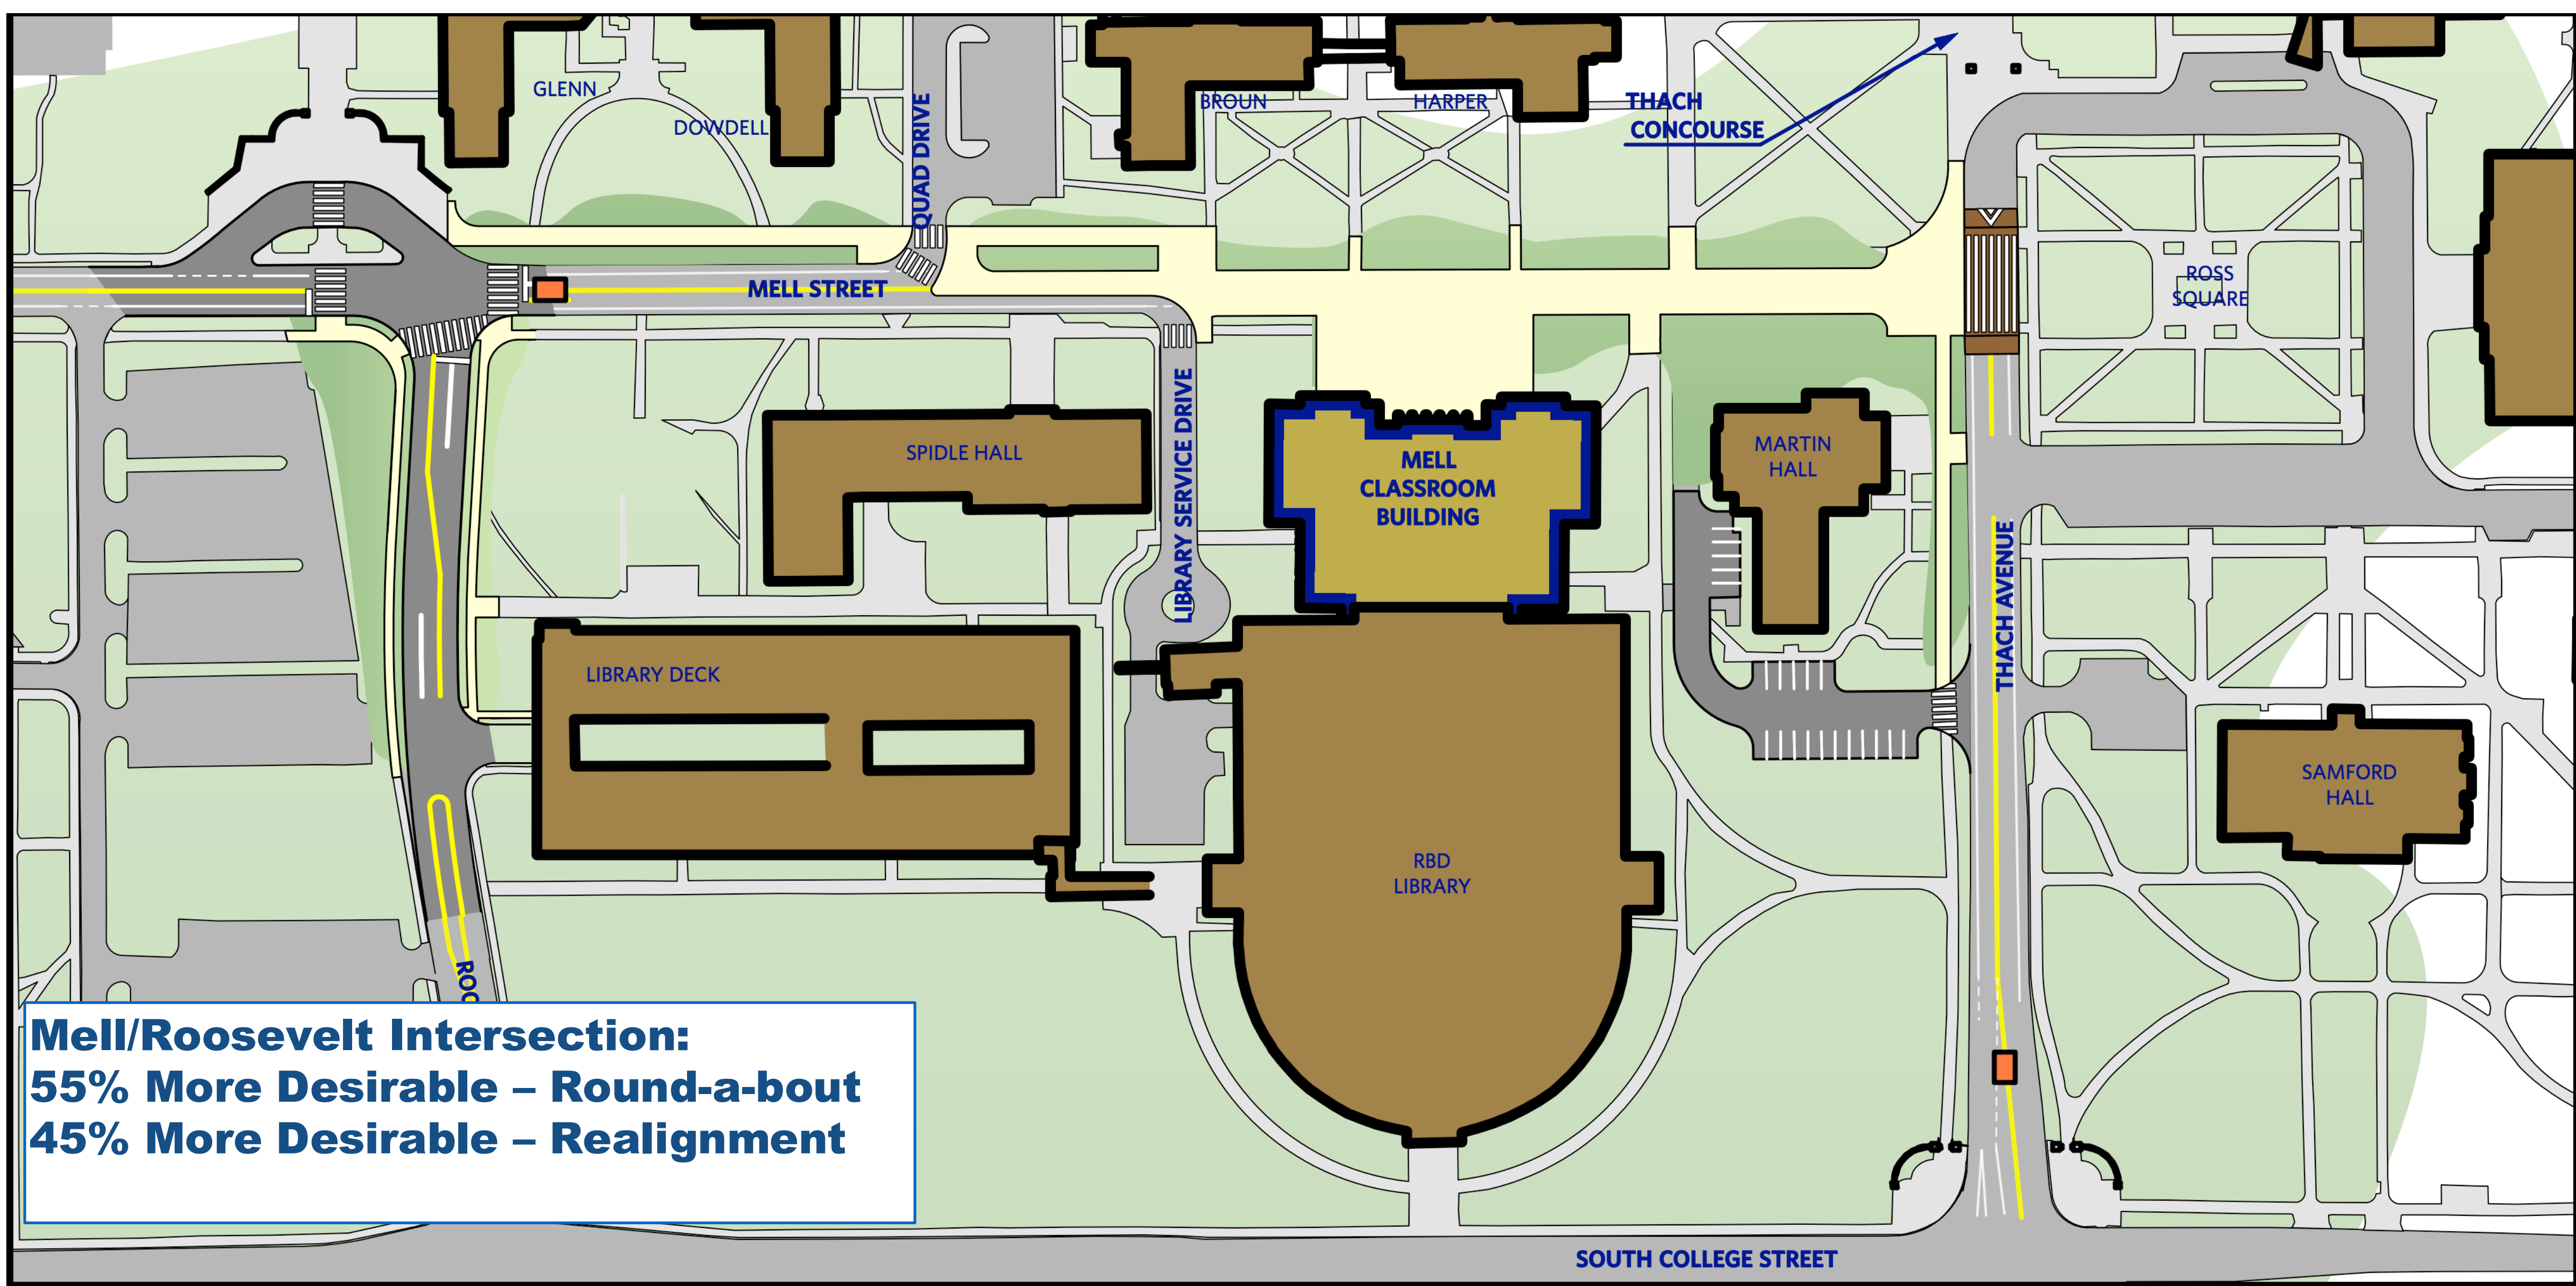 GLENN
DOWDELL
QUAD DRIVE
BROUN
HARPER
THACH
CONCOURSE
MELL STREET
ROSS
SQUARE
SPIDLE HALL
LIBRARY SERVICE DRIVE
MELL
CLASSROOM
BUILDING
MARTIN
HALL
THACH AVENUE
LIBRARY DECK
SAMFORD
HALL
RBD
LIBRARY
ROO
Mell/Roosevelt Intersection:
55% More Desirable – Round-a-bout
45% More Desirable – Realignment
SOUTH COLLEGE STREET